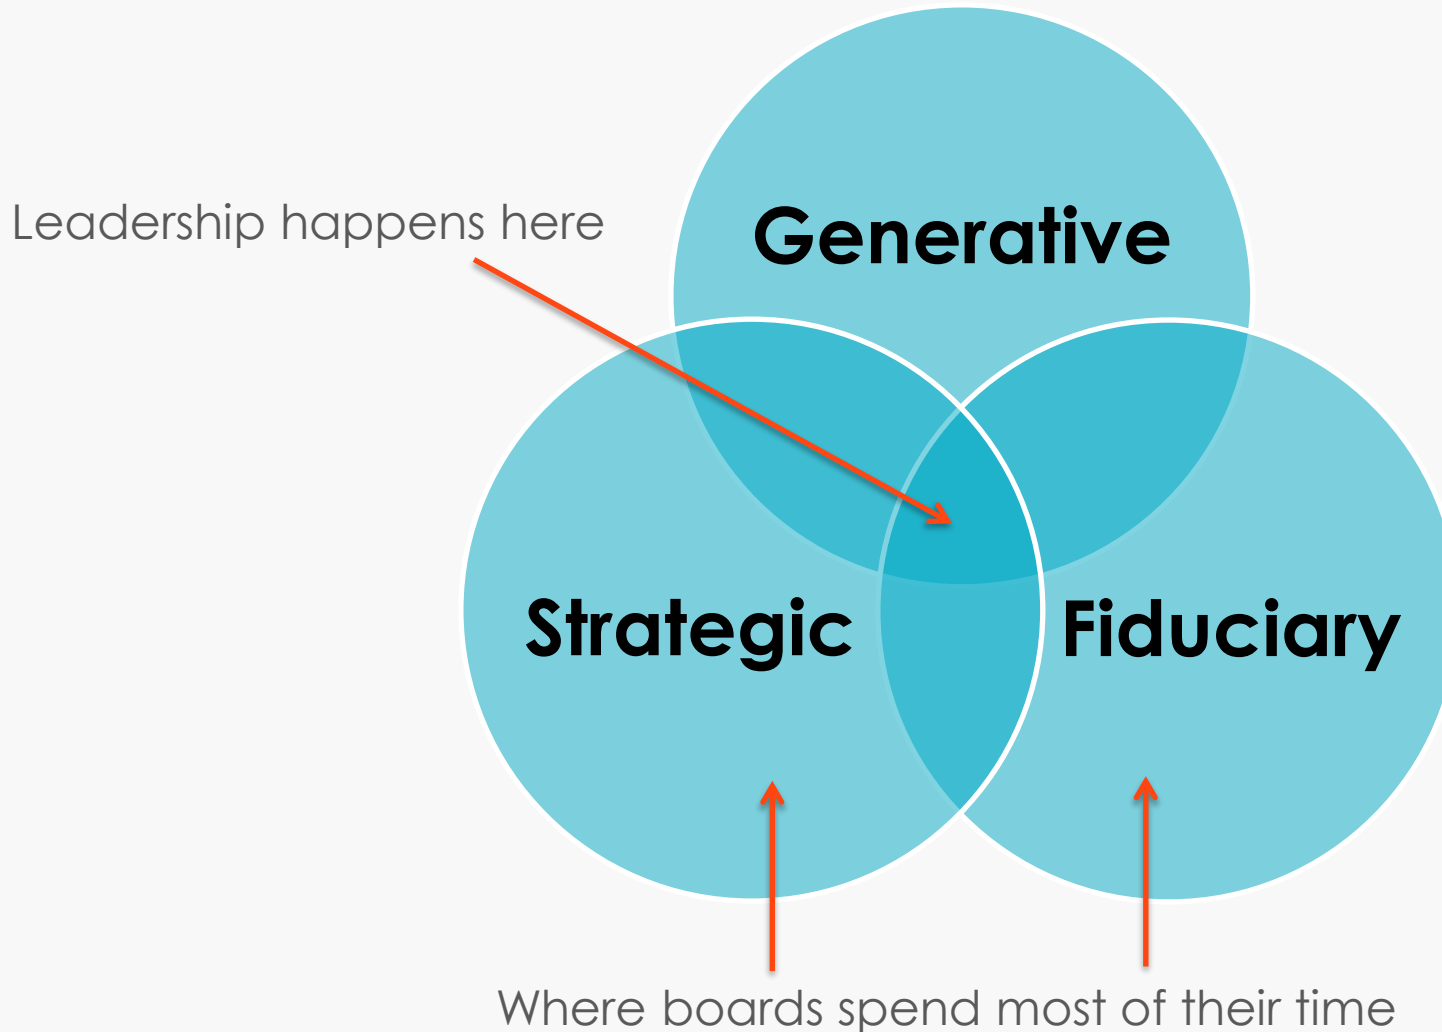 Generative
Leadership happens here
Strategic
Fiduciary
Where boards spend most of their time